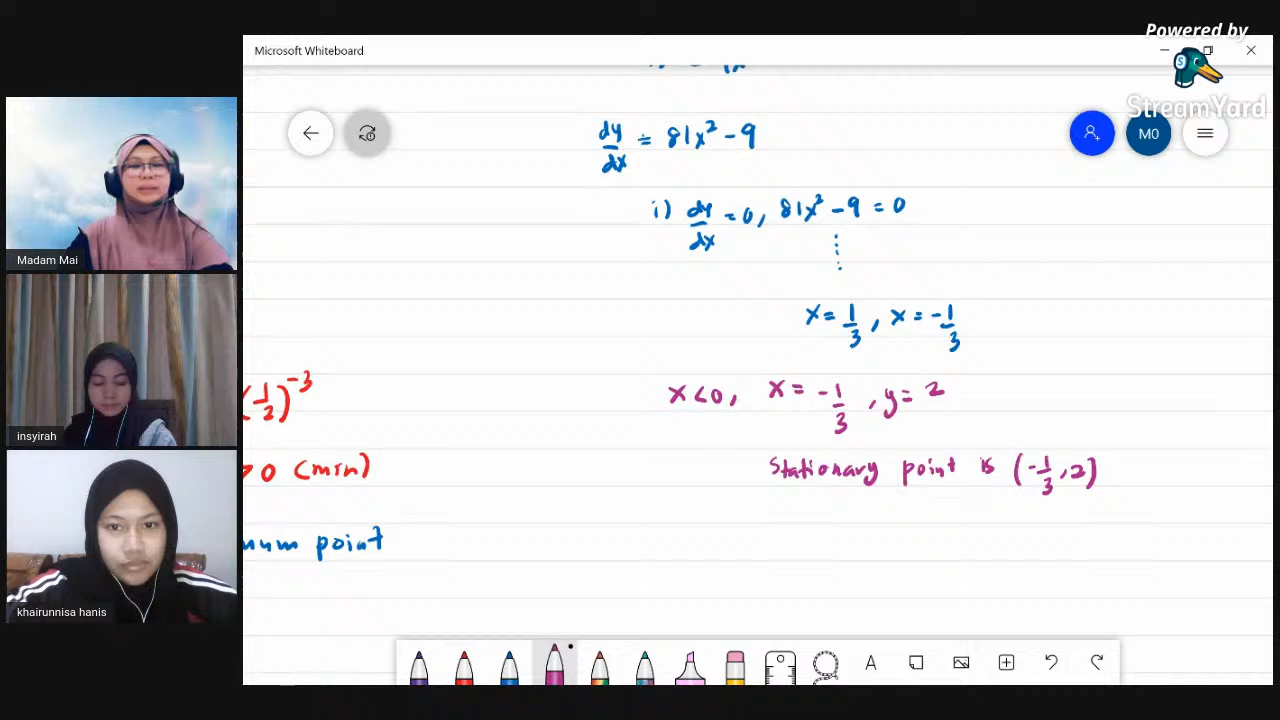 Powered by
Microsoft Whiteboard
StreamYard
M0
dy/dx = 81x² - 9
i) dy/dx = 0, 81x² - 9 = 0
⋮
x = 1/3, x = -1/3
x < 0, x = -1/3, y = 2
Stationary point is (-1/3, 2)
(-1/2)⁻³
> 0 (min)
mum point
Madam Mai
insyirah
khairunnisa hanis
A